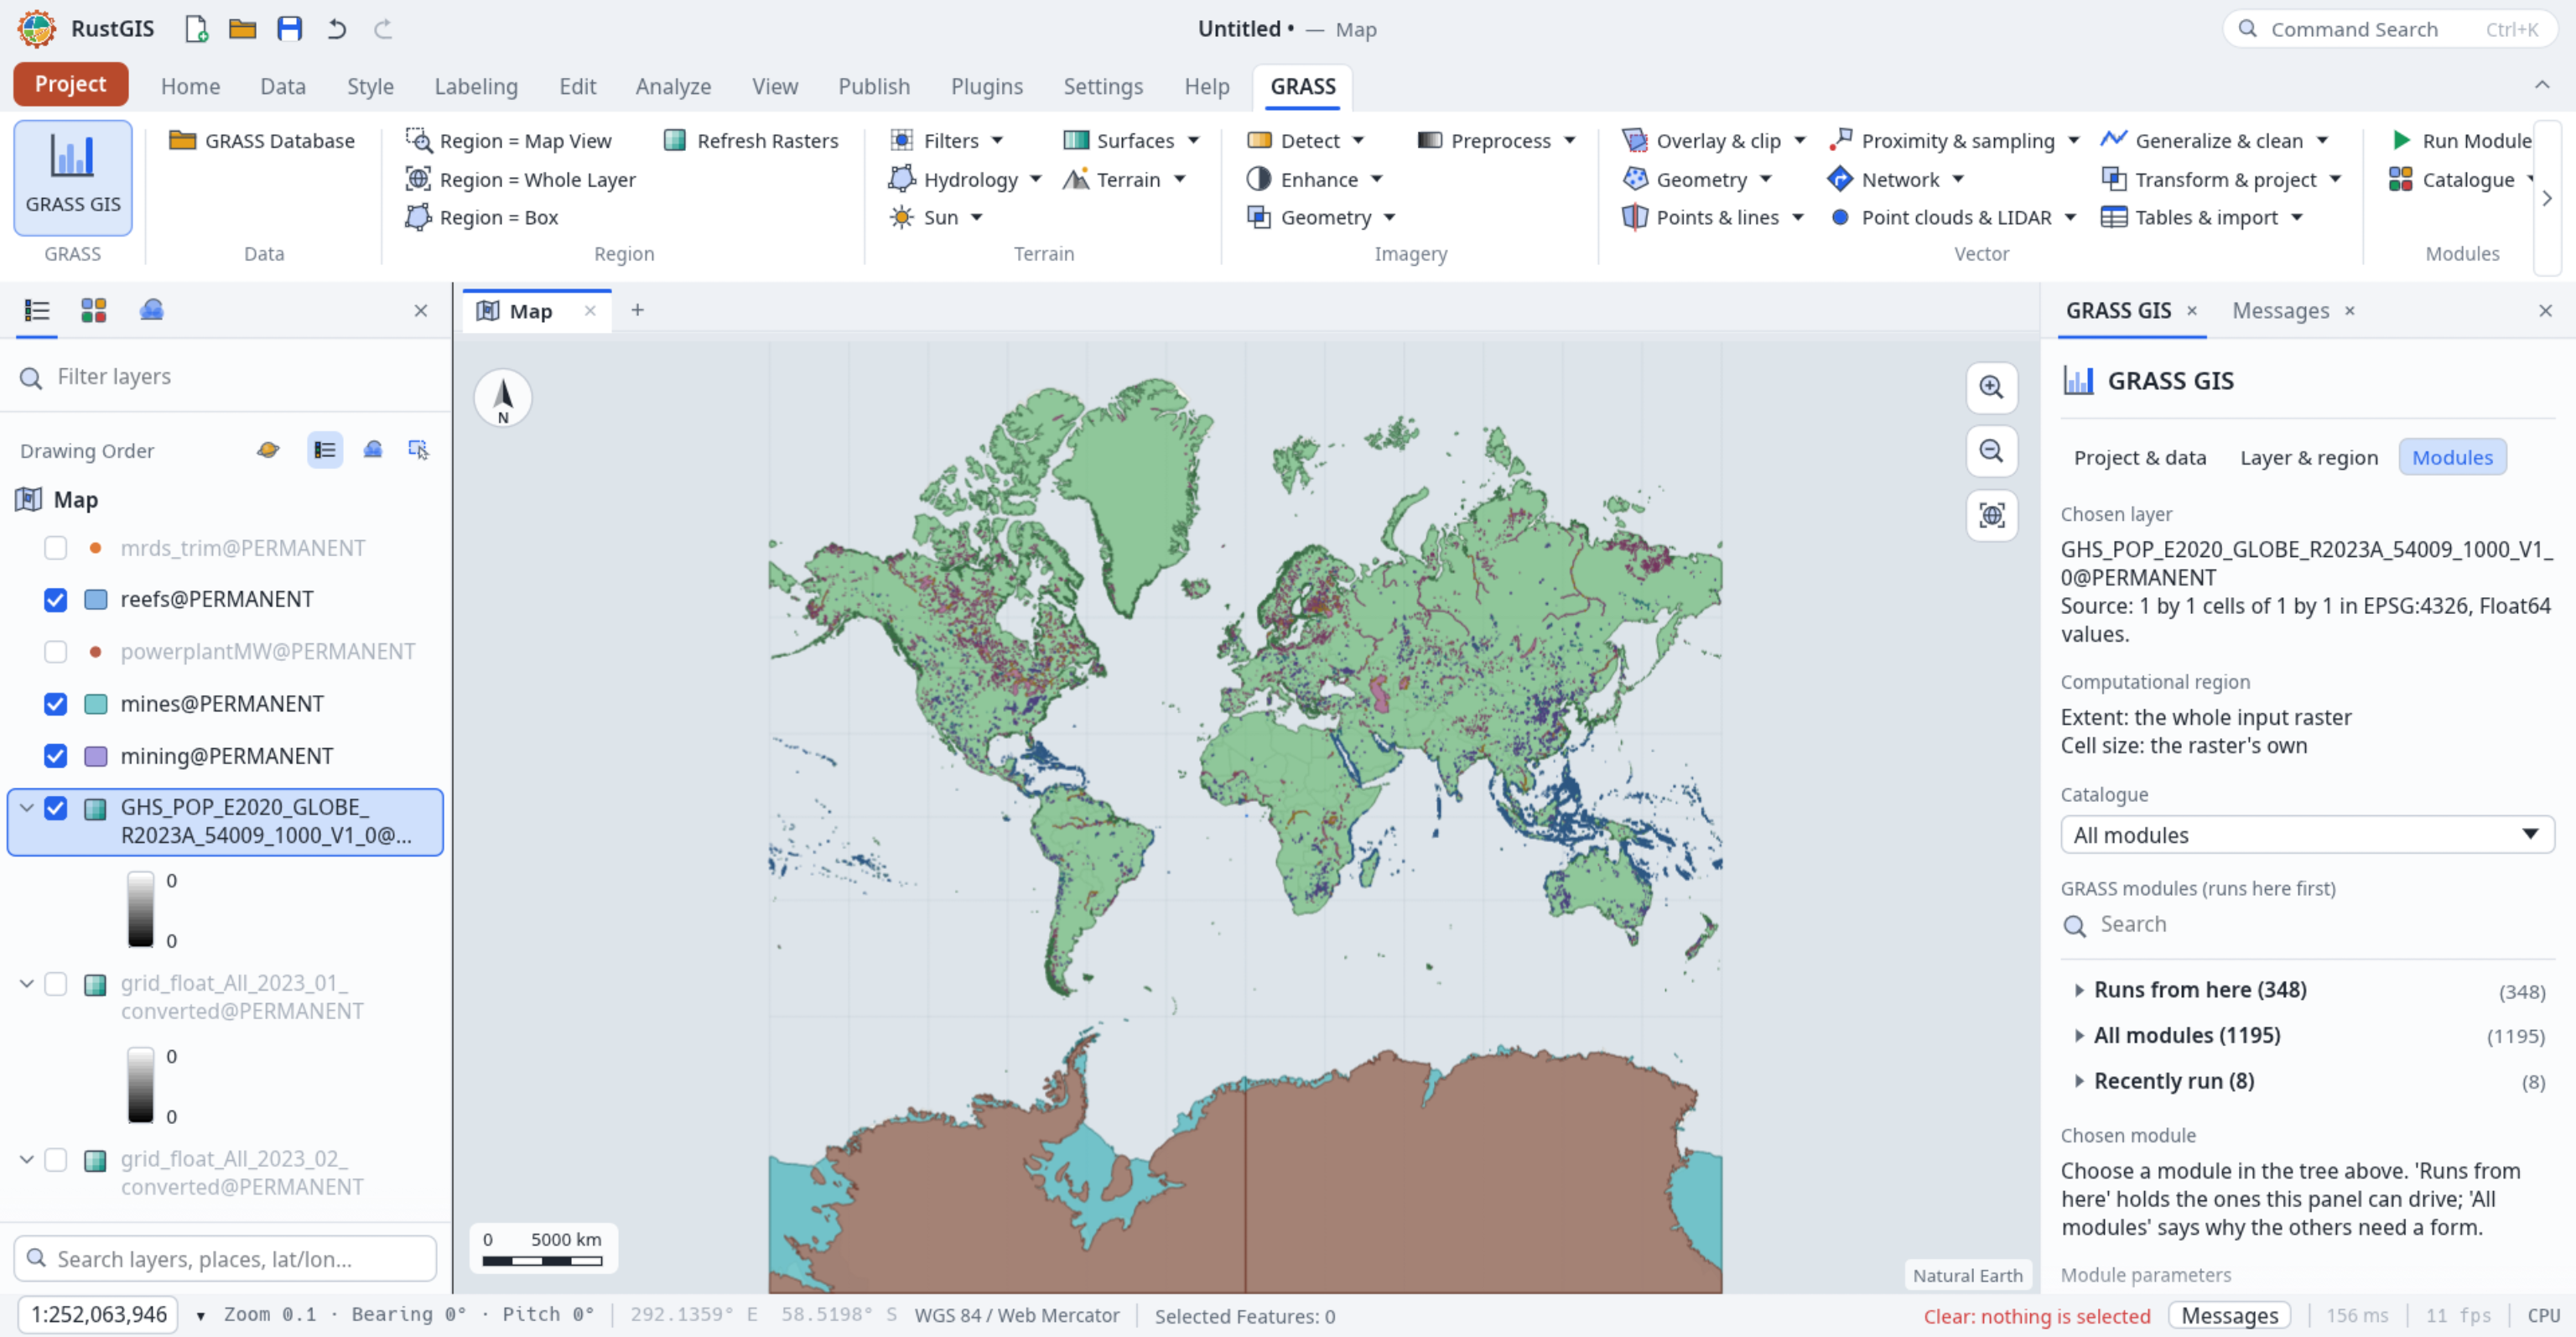 RustGIS
Untitled • — Map
Command Search Ctrl+K
Project Home Data Style Labeling Edit Analyze View Publish Plugins Settings Help GRASS
GRASS GIS
GRASS
GRASS Database
Data
Region = Map View
Refresh Rasters
Region = Whole Layer
Region = Box
Region
Filters
Surfaces
Hydrology
Terrain
Sun
Terrain
Detect
Preprocess
Enhance
Geometry
Imagery
Overlay & clip
Proximity & sampling
Generalize & clean
Geometry
Network
Transform & project
Points & lines
Point clouds & LIDAR
Tables & import
Vector
Run Module
Catalogue
Modules
Filter layers
Drawing Order
Map
mrds_trim@PERMANENT
reefs@PERMANENT
powerplantMW@PERMANENT
mines@PERMANENT
mining@PERMANENT
GHS_POP_E2020_GLOBE_
R2023A_54009_1000_V1_0@...
0
0
grid_float_All_2023_01_
converted@PERMANENT
0
0
grid_float_All_2023_02_
converted@PERMANENT
Search layers, places, lat/lon...
Map
N
0 5000 km
Natural Earth
GRASS GIS Messages
GRASS GIS
Project & data Layer & region Modules
Chosen layer
GHS_POP_E2020_GLOBE_R2023A_54009_1000_V1_
0@PERMANENT
Source: 1 by 1 cells of 1 by 1 in EPSG:4326, Float64
values.
Computational region
Extent: the whole input raster
Cell size: the raster's own
Catalogue
All modules
GRASS modules (runs here first)
Search
Runs from here (348) (348)
All modules (1195) (1195)
Recently run (8) (8)
Chosen module
Choose a module in the tree above. 'Runs from
here' holds the ones this panel can drive; 'All
modules' says why the others need a form.
Module parameters
1:252,063,946 Zoom 0.1 · Bearing 0° · Pitch 0° 292.1359° E 58.5198° S WGS 84 / Web Mercator Selected Features: 0 Clear: nothing is selected Messages 156 ms 11 fps CPU